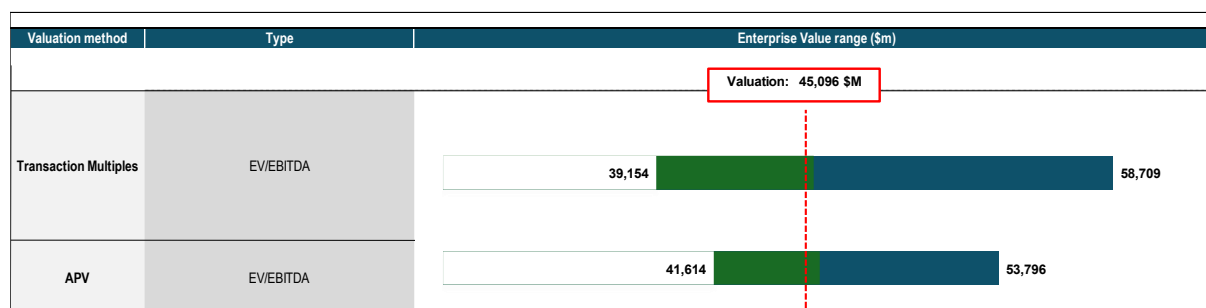 Valuation method Type Enterprise Value range ($m)
Valuation: 45,096 $M
Transaction Multiples EV/EBITDA 39,154 58,709
APV EV/EBITDA 41,614 53,796